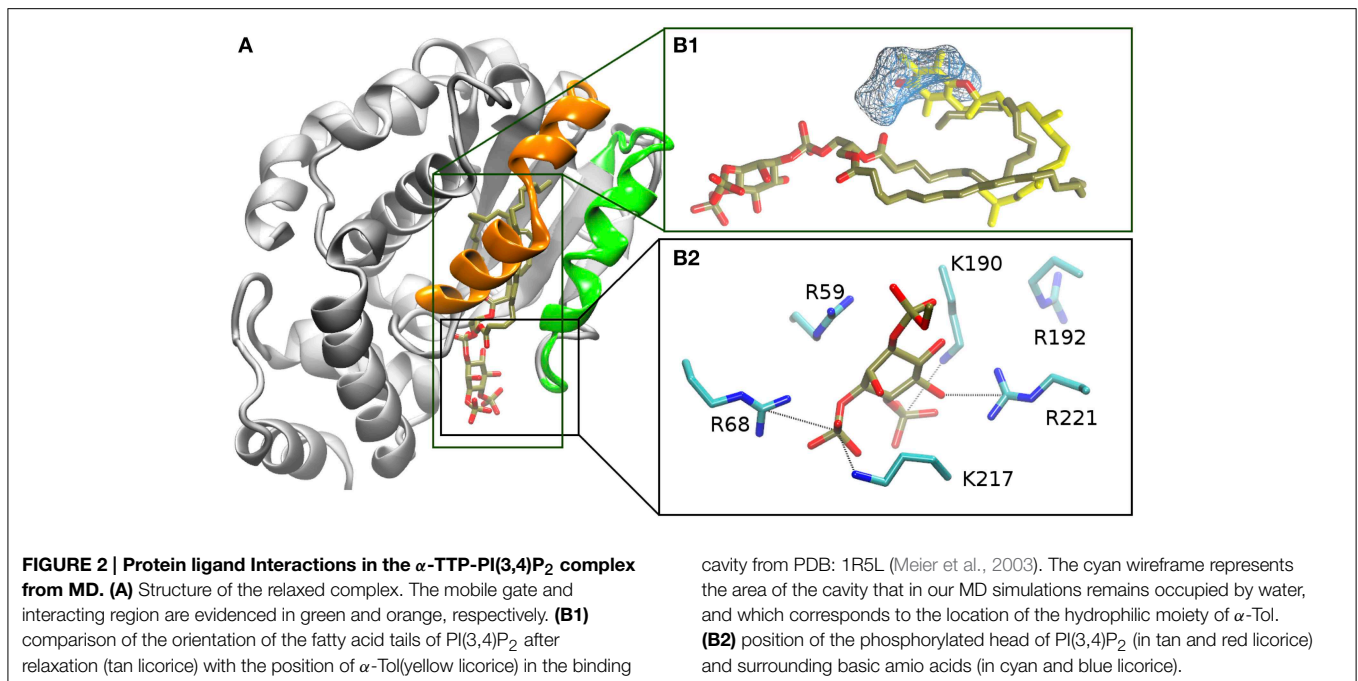 A
B1
B2
K190
R59
R192
R68
R221
K217
FIGURE 2 | Protein ligand Interactions in the α-TTP-PI(3,4)P₂ complex
from MD. (A) Structure of the relaxed complex. The mobile gate and
interacting region are evidenced in green and orange, respectively. (B1)
comparison of the orientation of the fatty acid tails of PI(3,4)P₂ after
relaxation (tan licorice) with the position of α-Tol(yellow licorice) in the binding
cavity from PDB: 1R5L (Meier et al., 2003). The cyan wireframe represents
the area of the cavity that in our MD simulations remains occupied by water,
and which corresponds to the location of the hydrophilic moiety of α-Tol.
(B2) position of the phosphorylated head of PI(3,4)P₂ (in tan and red licorice)
and surrounding basic amio acids (in cyan and blue licorice).